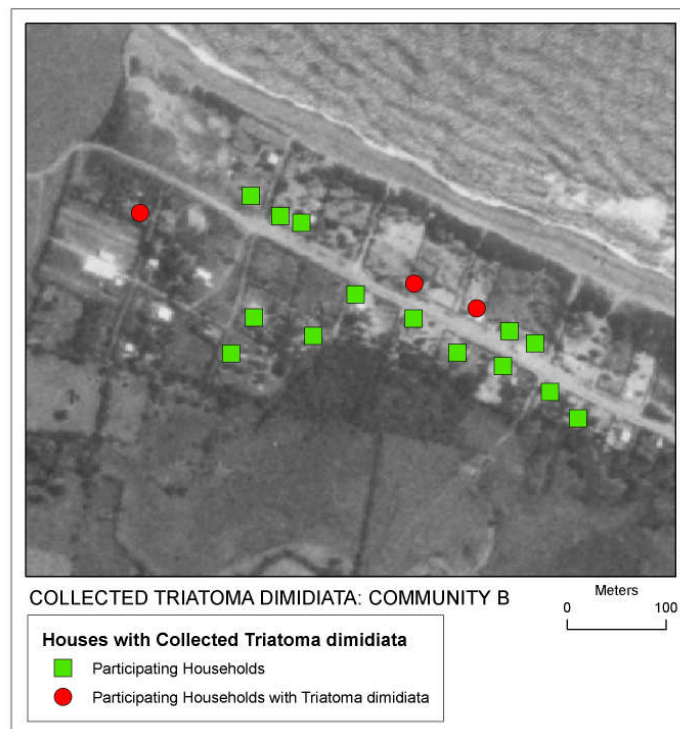 COLLECTED TRIATOMA DIMIDIATA: COMMUNITY B
Meters
0 100
Houses with Collected Triatoma dimidiata
Participating Households
Participating Households with Triatoma dimidiata